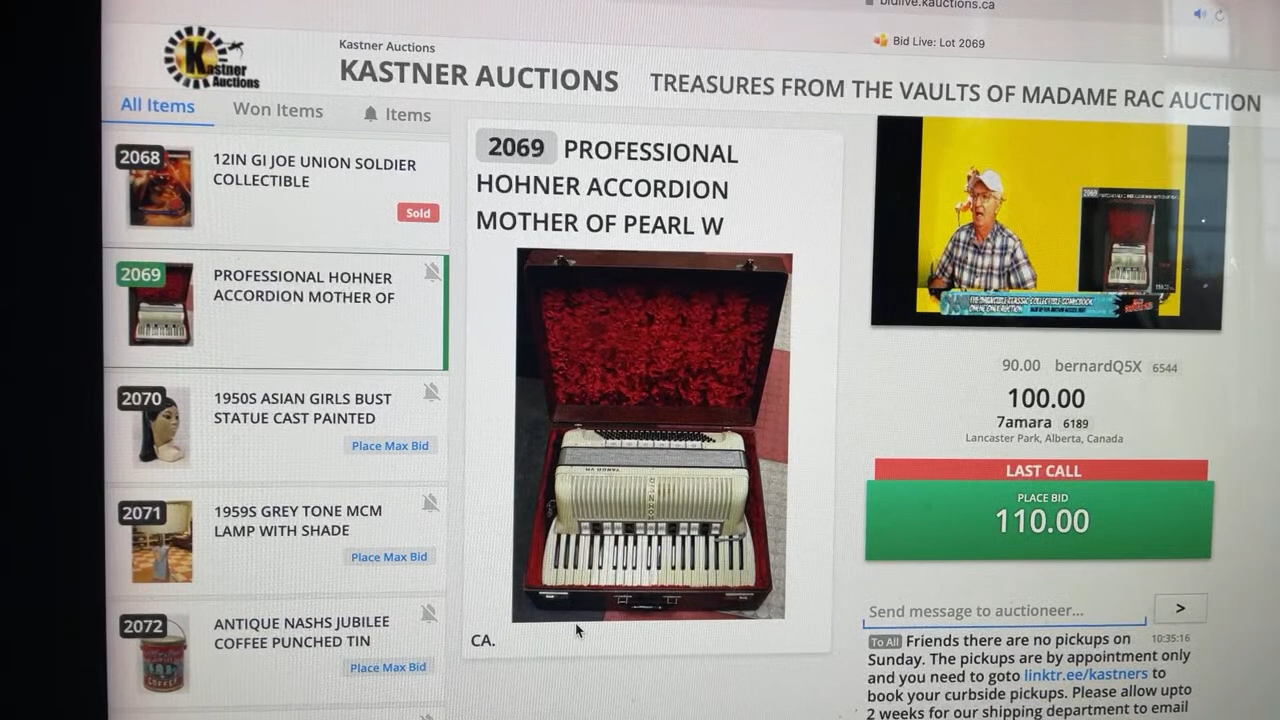 bidlive.kauctions.ca
Bid Live: Lot 2069
Kastner
Auctions
Kastner Auctions
KASTNER AUCTIONS
TREASURES FROM THE VAULTS OF MADAME RAC AUCTION
All Items
Won Items
Items
2068
12IN GI JOE UNION SOLDIER
COLLECTIBLE
Sold
2069
PROFESSIONAL HOHNER
ACCORDION MOTHER OF
2070
1950S ASIAN GIRLS BUST
STATUE CAST PAINTED
Place Max Bid
2071
1959S GREY TONE MCM
LAMP WITH SHADE
Place Max Bid
2072
ANTIQUE NASHS JUBILEE
COFFEE PUNCHED TIN
Place Max Bid
COFFEE
2069 PROFESSIONAL
HOHNER ACCORDION
MOTHER OF PEARL W
TANGO VM
HOHNER
CA.
2069
90.00 bernardQ5X 6544
100.00
7amara 6189
Lancaster Park, Alberta, Canada
LAST CALL
PLACE BID
110.00
Send message to auctioneer...
>
To All Friends there are no pickups on 10:35:16
Sunday. The pickups are by appointment only
and you need to goto linktr.ee/kastners to
book your curbside pickups. Please allow upto
2 weeks for our shipping department to email